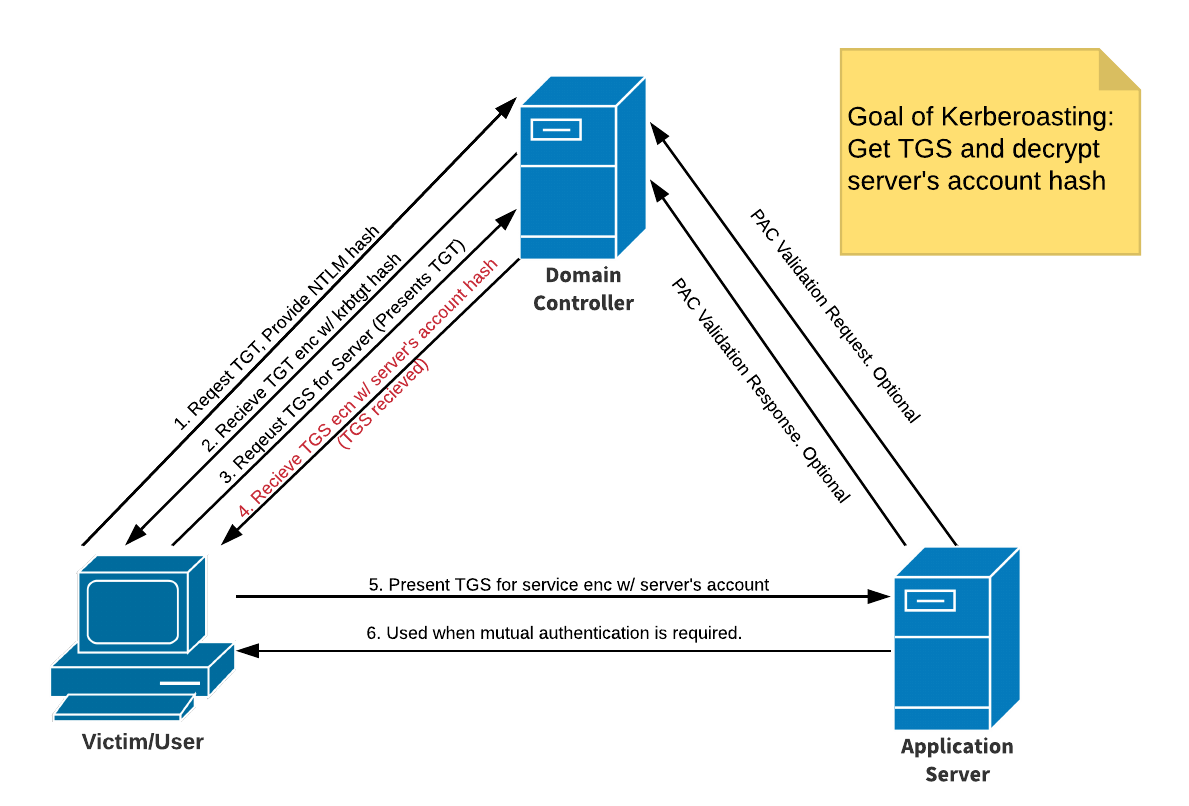 Goal of Kerberoasting:
Get TGS and decrypt
server's account hash
Domain
Controller
1. Reqest TGT, Provide NTLM hash
2. Recieve TGT enc w/ krbtgt hash
3. Reqeust TGS for Server (Presents TGT)
4. Recieve TGS ecn w/ server's account hash
(TGS recieved)
PAC Validation Request. Optional
PAC Validation Response. Optional
5. Present TGS for service enc w/ server's account
6. Used when mutual authentication is required.
Victim/User
Application
Server